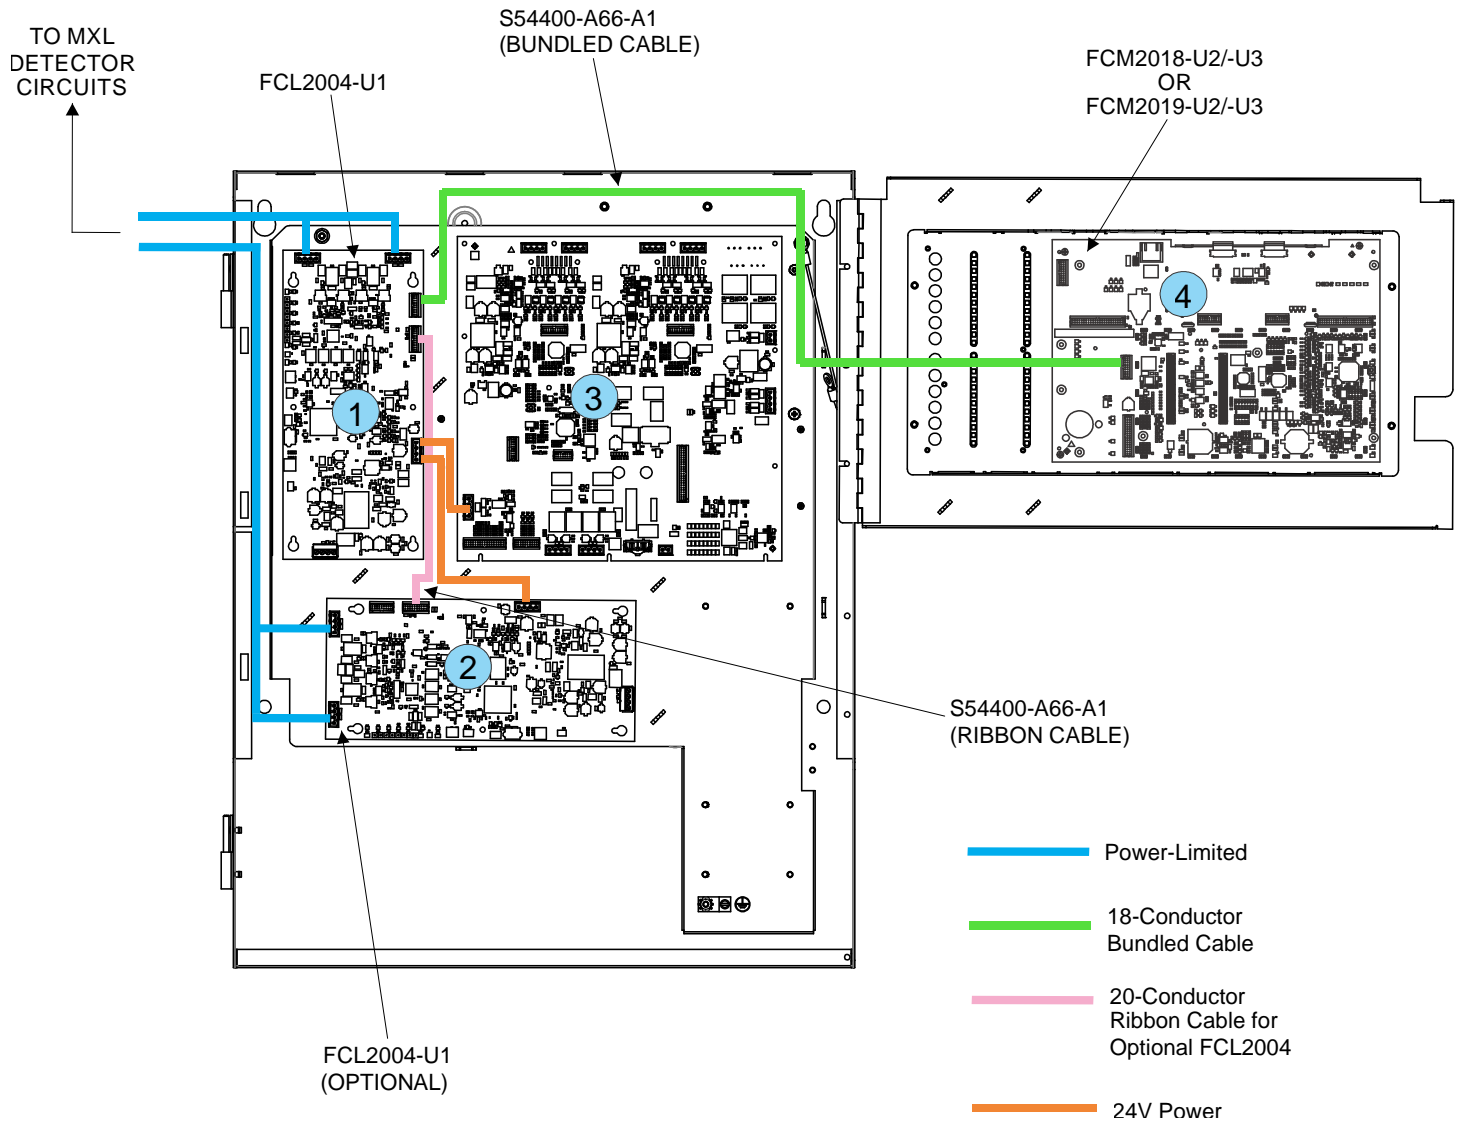 S54400-A66-A1
(BUNDLED CABLE)
TO MXL
DETECTOR
CIRCUITS
FCL2004-U1
FCM2018-U2/-U3
OR
FCM2019-U2/-U3
1
3
4
2
S54400-A66-A1
(RIBBON CABLE)
Power-Limited
18-Conductor
Bundled Cable
20-Conductor
Ribbon Cable for
Optional FCL2004
24V Power
FCL2004-U1
(OPTIONAL)